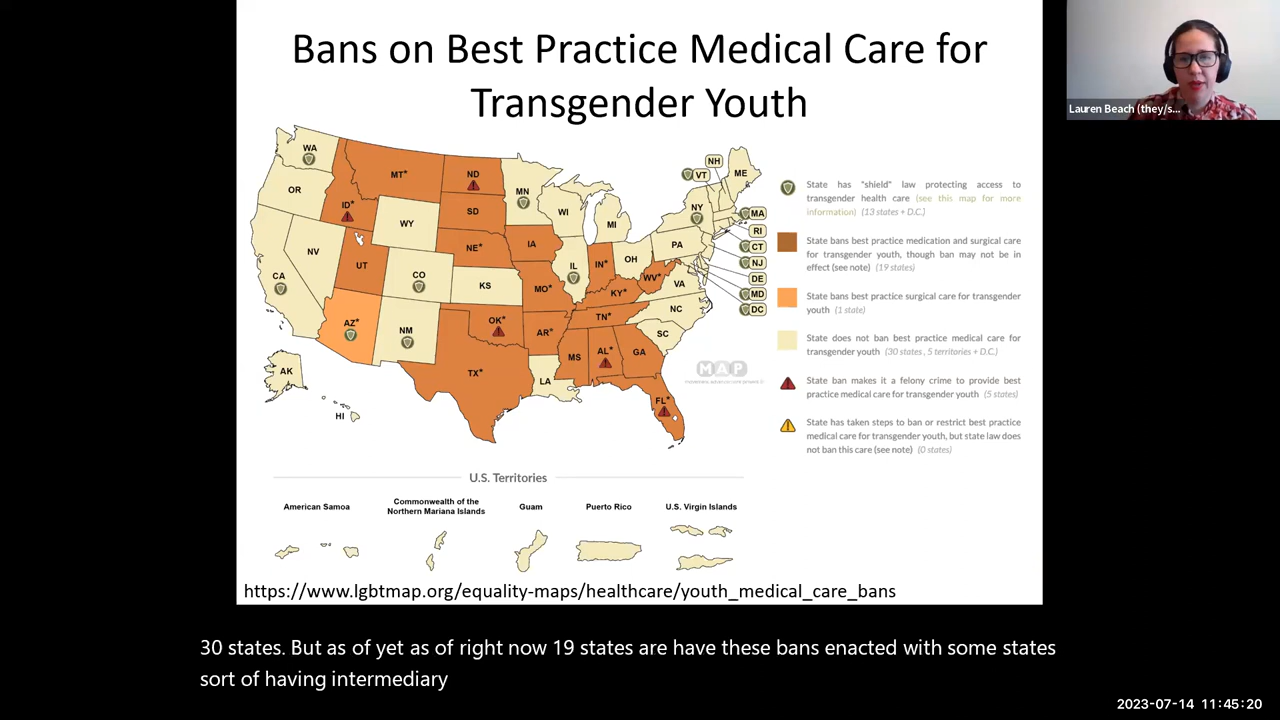 Bans on Best Practice Medical Care for
Transgender Youth
Lauren Beach (they/s...
WA
OR
CA
NV
ID*
MT*
WY
UT
AZ*
CO
NM
ND
SD
NE*
KS
OK*
TX*
MN
IA
MO*
AR*
LA
WI
IL
MI
IN*
OH
KY*
TN*
MS
AL*
GA
FL*
SC
NC
VA
WV*
PA
NY
VT
NH
ME
MA
RI
CT
NJ
DE
MD
DC
AK
HI
MAP
State has "shield" law protecting access to
transgender health care (see this map for more
information) (13 states + D.C.)
State bans best practice medication and surgical care
for transgender youth, though ban may not be in
effect (see note) (19 states)
State bans best practice surgical care for transgender
youth (1 state)
State does not ban best practice medical care for
transgender youth (30 states , 5 territories + D.C.)
State ban makes it a felony crime to provide best
practice medical care for transgender youth (5 states)
State has taken steps to ban or restrict best practice
medical care for transgender youth, but state law does
not ban this care (see note) (0 states)
U.S. Territories
American Samoa
Commonwealth of the
Northern Mariana Islands
Guam
Puerto Rico
U.S. Virgin Islands
https://www.lgbtmap.org/equality-maps/healthcare/youth_medical_care_bans
30 states. But as of yet as of right now 19 states are have these bans enacted with some states
sort of having intermediary
2023-07-14 11:45:20